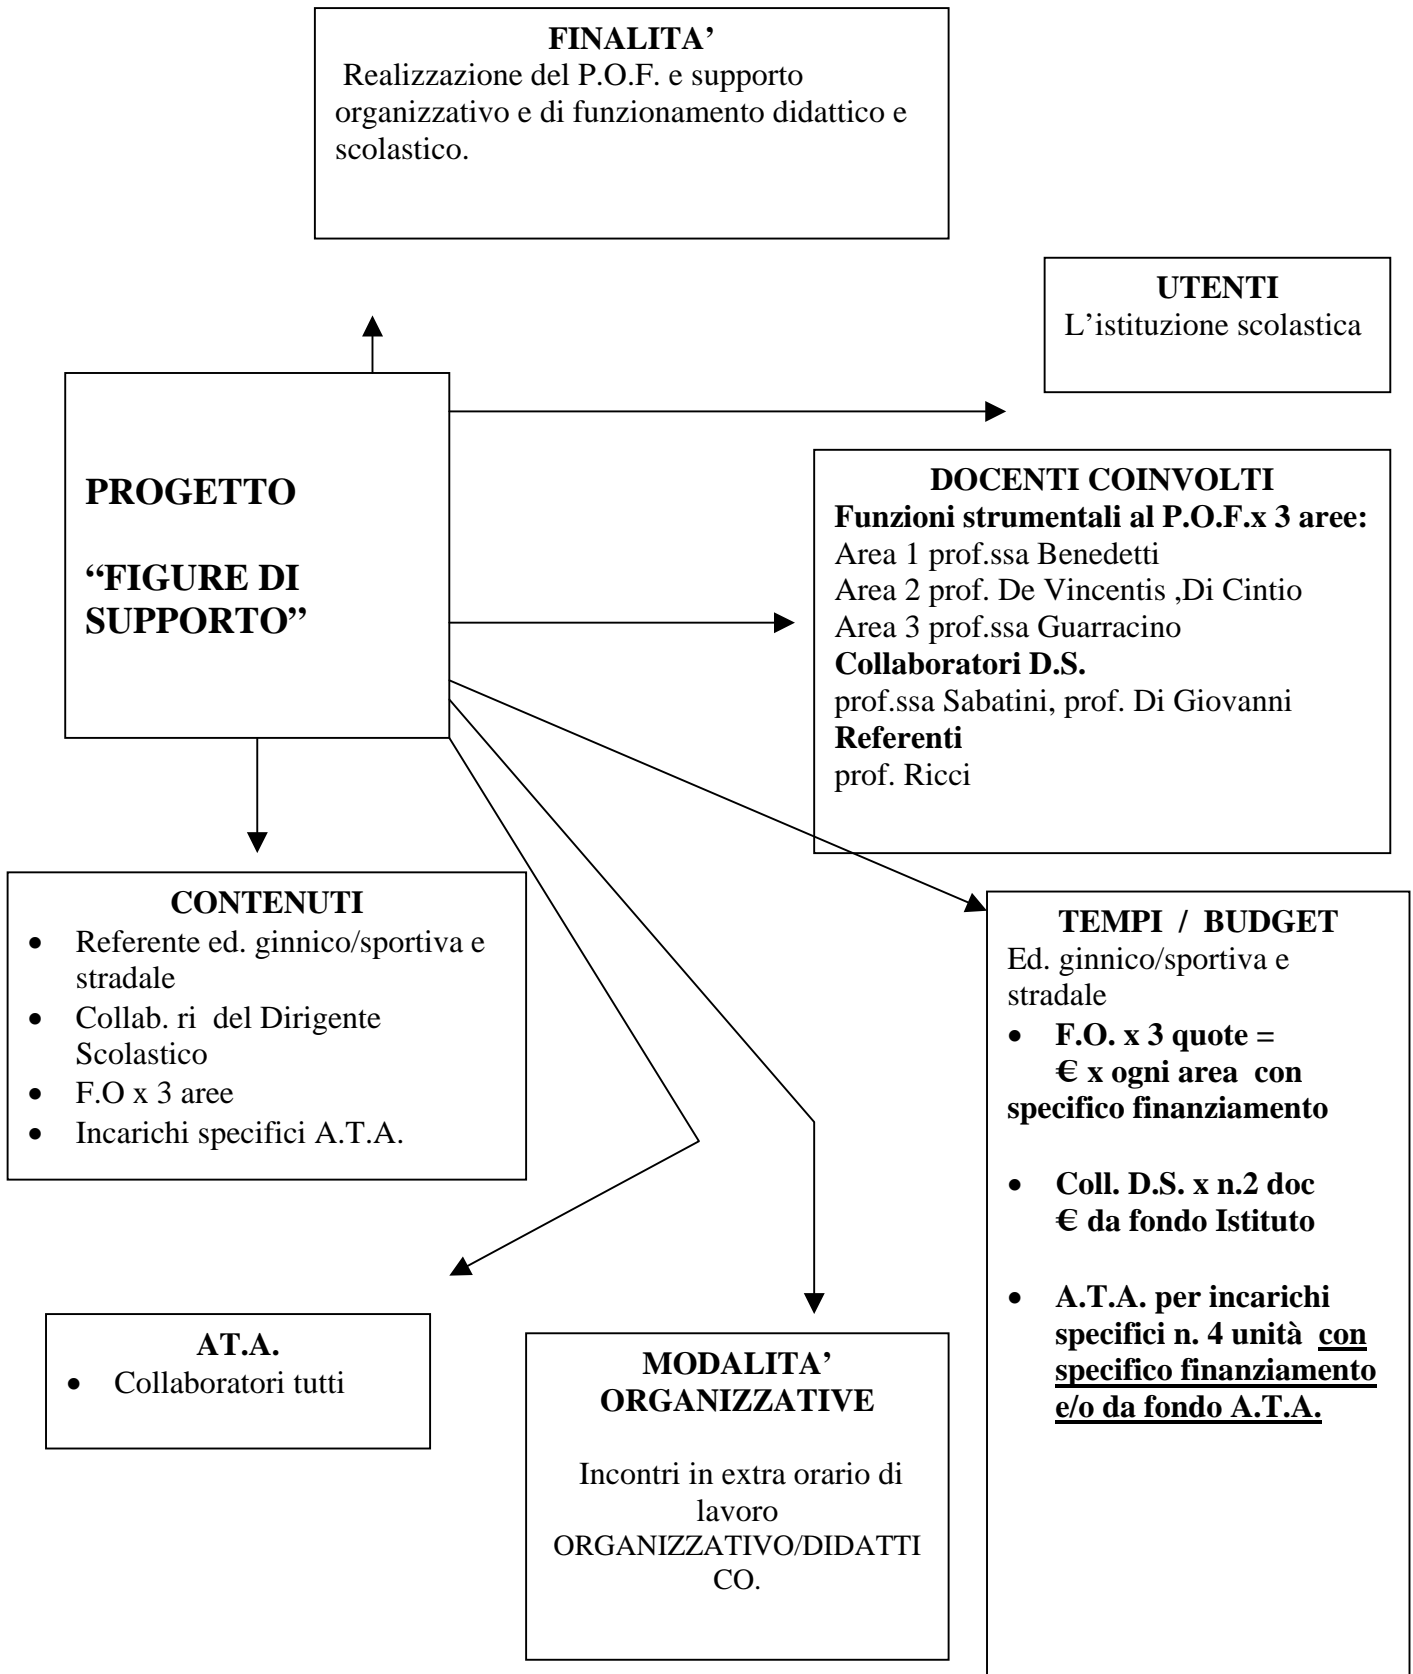 FINALITA’
Realizzazione del P.O.F. e supporto
organizzativo e di funzionamento didattico e
scolastico.
UTENTI
L’istituzione scolastica
PROGETTO
“FIGURE DI
SUPPORTO”
DOCENTI COINVOLTI
Funzioni strumentali al P.O.F.x 3 aree:
Area 1 prof.ssa Benedetti
Area 2 prof. De Vincentis ,Di Cintio
Area 3 prof.ssa Guarracino
Collaboratori D.S.
prof.ssa Sabatini, prof. Di Giovanni
Referenti
prof. Ricci
CONTENUTI
• Referente ed. ginnico/sportiva e
stradale
• Collab. ri  del Dirigente
Scolastico
• F.O x 3 aree
• Incarichi specifici A.T.A.
TEMPI  /  BUDGET
Ed. ginnico/sportiva e
stradale
• F.O. x 3 quote =
€ x ogni area  con
specifico finanziamento
• Coll. D.S. x n.2 doc
€ da fondo Istituto
• A.T.A. per incarichi
specifici n. 4 unità  con
specifico finanziamento
e/o da fondo A.T.A.
AT.A.
• Collaboratori tutti
MODALITA’
ORGANIZZATIVE
Incontri in extra orario di
lavoro
ORGANIZZATIVO/DIDATTI
CO.